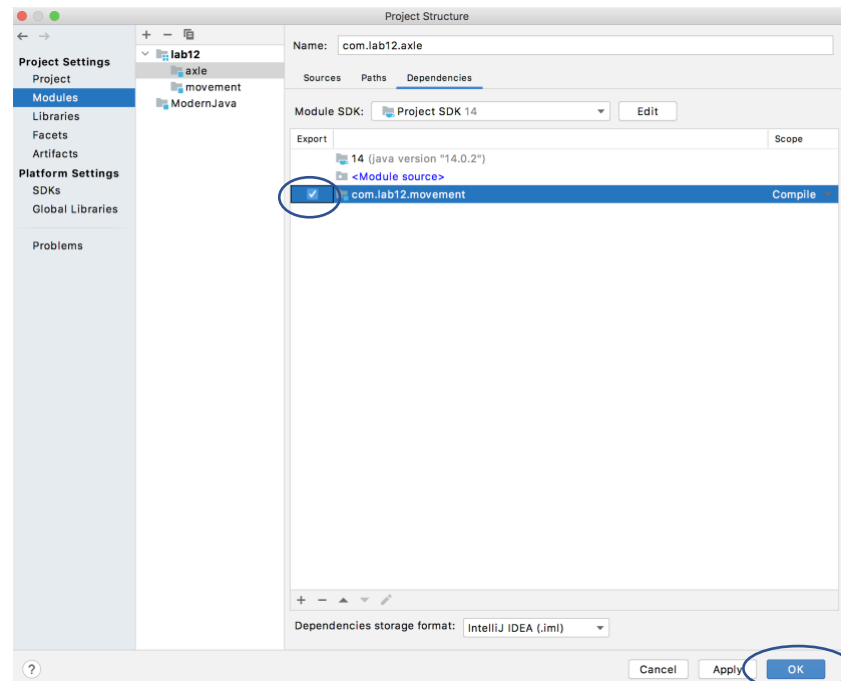 Project Structure
Project Settings
Project
Modules
Libraries
Facets
Artifacts
Platform Settings
SDKs
Global Libraries
Problems
lab12
axle
movement
ModernJava
Name: com.lab12.axle
Sources Paths Dependencies
Module SDK: Project SDK 14 Edit
Export Scope
14 (java version "14.0.2")
<Module source>
com.lab12.movement Compile
Dependencies storage format: IntelliJ IDEA (.iml)
? Cancel Apply OK